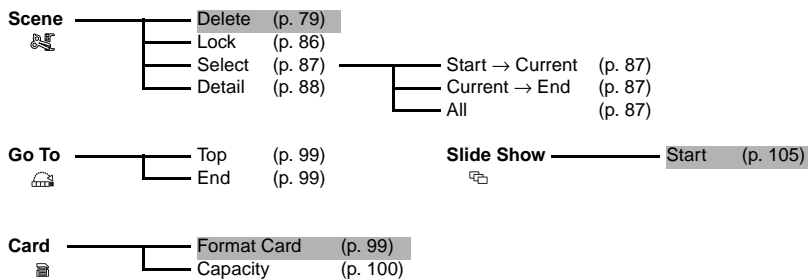 Scene Delete (p. 79)
Lock (p. 86)
Select (p. 87) Start → Current (p. 87)
Detail (p. 88) Current → End (p. 87)
All (p. 87)
Go To Top (p. 99) Slide Show Start (p. 105)
End (p. 99)
Card Format Card (p. 99)
Capacity (p. 100)